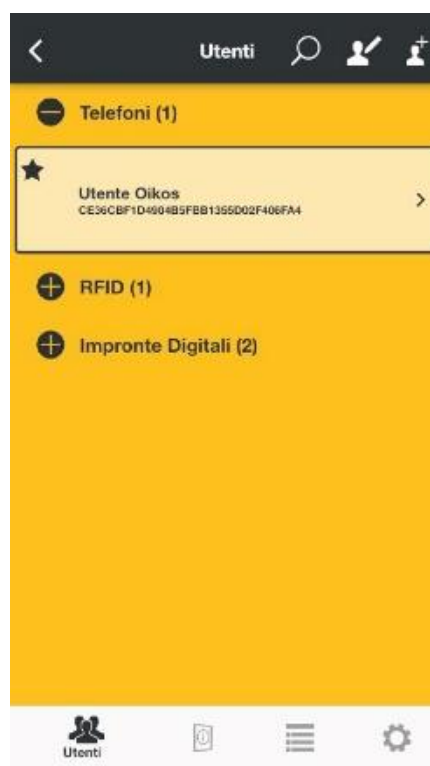 Utenti
Telefoni (1)
Utente Oikos
CE36CBF1D4904B5FBB1355D02F406FA4
RFID (1)
Impronte Digitali (2)
Utenti